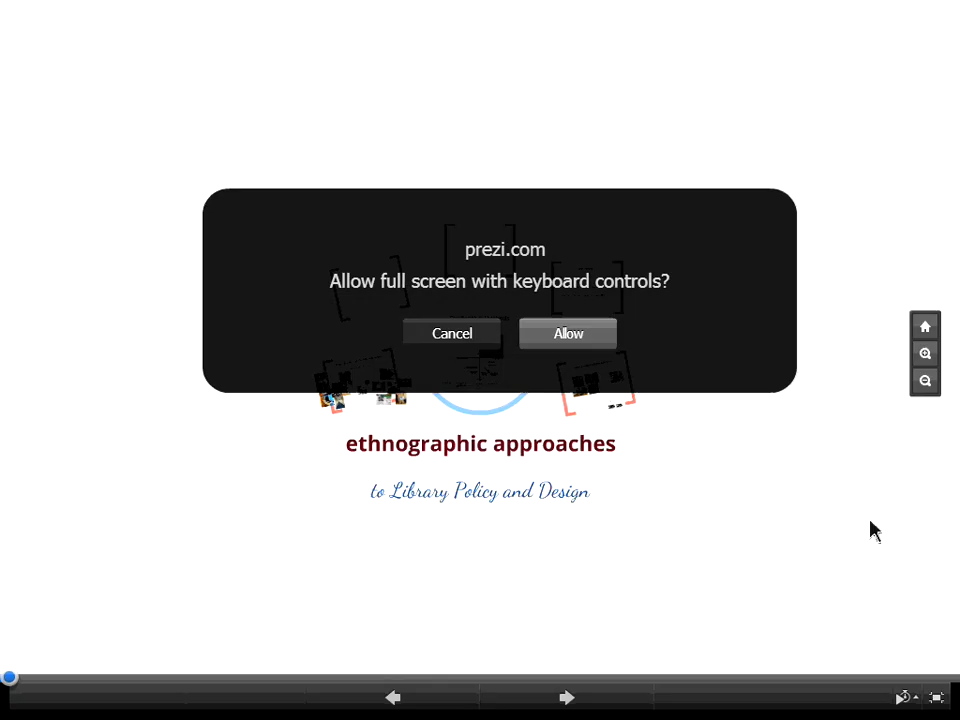 prezi.com
Allow full screen with keyboard controls?
Cancel
Allow
ethnographic approaches
to Library Policy and Design